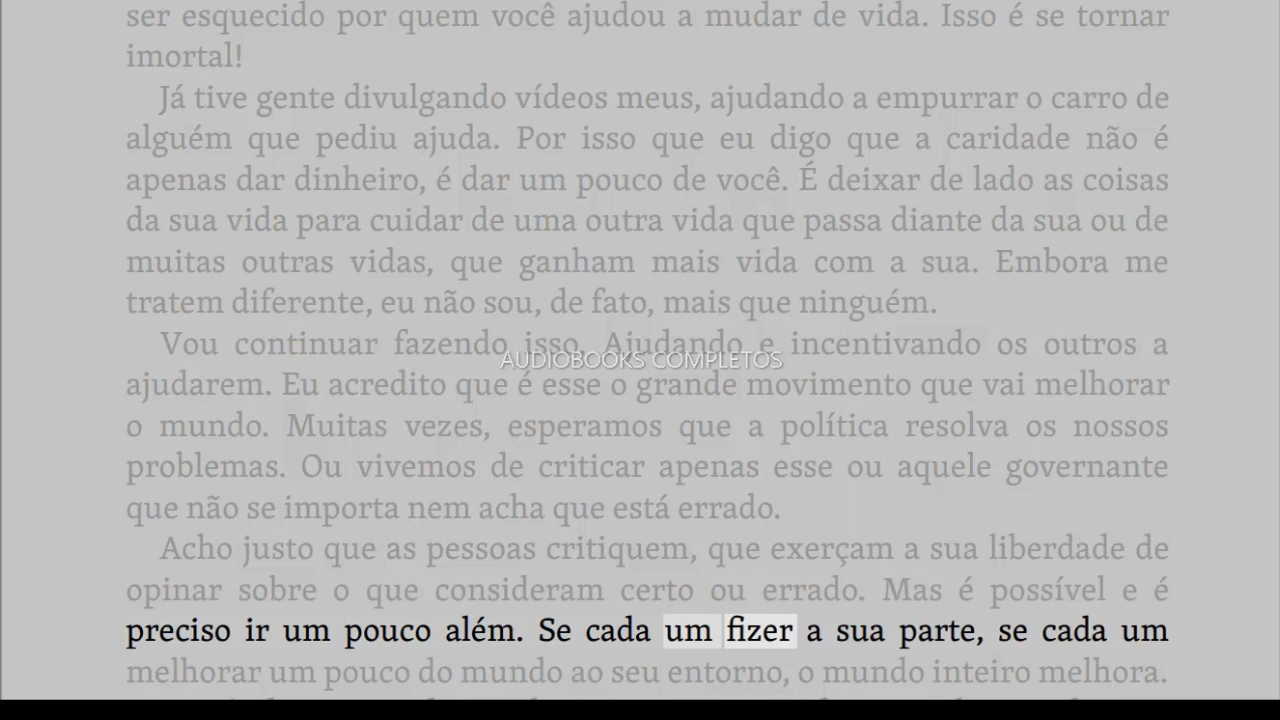 ser esquecido por quem você ajudou a mudar de vida. Isso é se tornar
imortal!
Já tive gente divulgando vídeos meus, ajudando a empurrar o carro de
alguém que pediu ajuda. Por isso que eu digo que a caridade não é
apenas dar dinheiro, é dar um pouco de você. É deixar de lado as coisas
da sua vida para cuidar de uma outra vida que passa diante da sua ou de
muitas outras vidas, que ganham mais vida com a sua. Embora me
tratem diferente, eu não sou, de fato, mais que ninguém.
Vou continuar fazendo isso. Ajudando e incentivando os outros a
AUDIOBOOKS COMPLETOS
ajudarem. Eu acredito que é esse o grande movimento que vai melhorar
o mundo. Muitas vezes, esperamos que a política resolva os nossos
problemas. Ou vivemos de criticar apenas esse ou aquele governante
que não se importa nem acha que está errado.
Acho justo que as pessoas critiquem, que exerçam a sua liberdade de
opinar sobre o que consideram certo ou errado. Mas é possível e é
preciso ir um pouco além. Se cada um fizer a sua parte, se cada um
melhorar um pouco do mundo ao seu entorno, o mundo inteiro melhora.